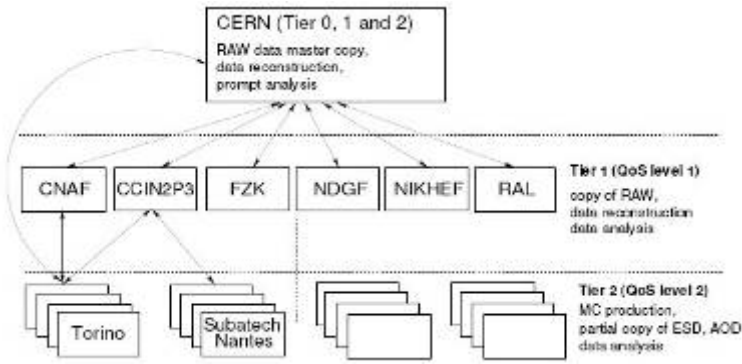 CERN (Tier 0, 1 and 2)
RAW data master copy,
data reconstruction,
prompt analysis
CNAF
CCIN2P3
FZK
NDGF
NIKHEF
RAL
Tier 1 (QoS level 1)
copy of RAW,
data reconstruction
data analysis
Torino
Subatech
Nantes
Tier 2 (QoS level 2)
MC production,
partial copy of ESD, AOD
data analysis